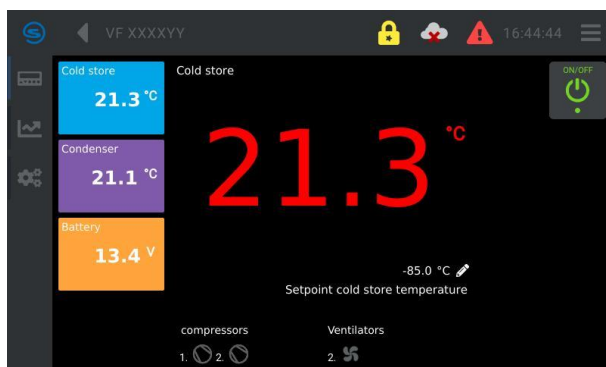 VF XXXXYY
16:44:44
Cold store
21.3 °C
Condenser
21.1 °C
Battery
13.4 V
Cold store
21.3 °C
-85.0 °C
Setpoint cold store temperature
compressors
1. 2.
Ventilators
2.
ON/OFF